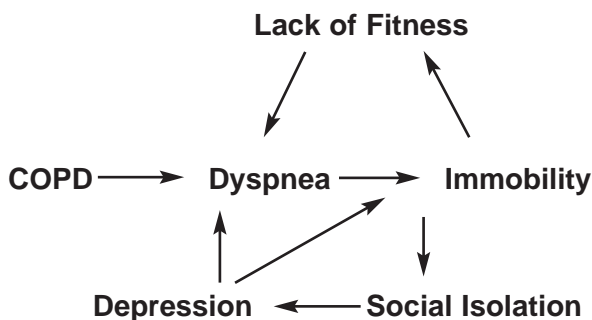 Lack of Fitness
COPD Dyspnea Immobility
Depression Social Isolation